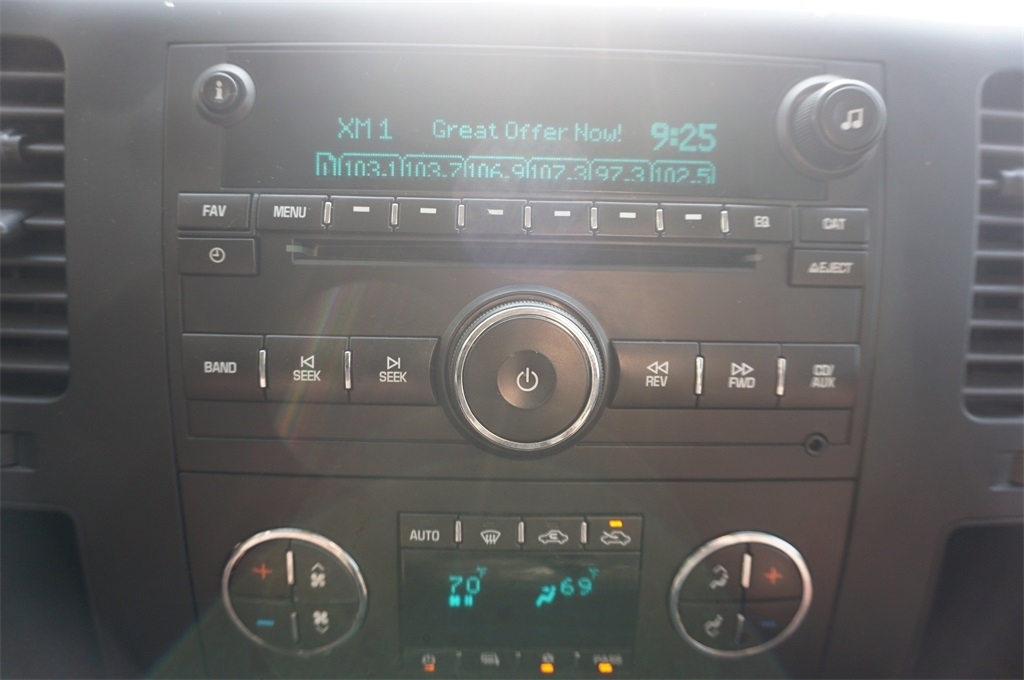 XM 1 Great Offer Now! 9:25
103.1 103.7 106.9 107.3 97.3 102.5
FAV MENU EQ CAT
EJECT
BAND SEEK SEEK REV FWD CD/AUX
AUTO
70°F 69°F
PASS